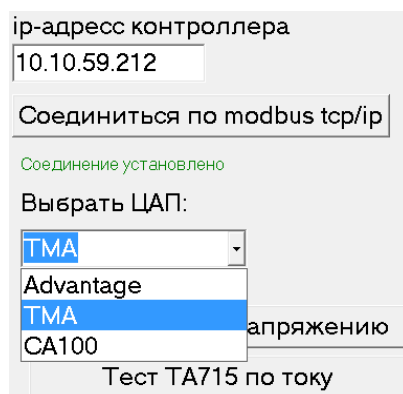 ip-адресс контроллера
10.10.59.212
Соединиться по modbus tcp/ip
Соединение установлено
Выбрать ЦАП:
TMA
Advantage
TMA
CA100
Тест TA715 по току